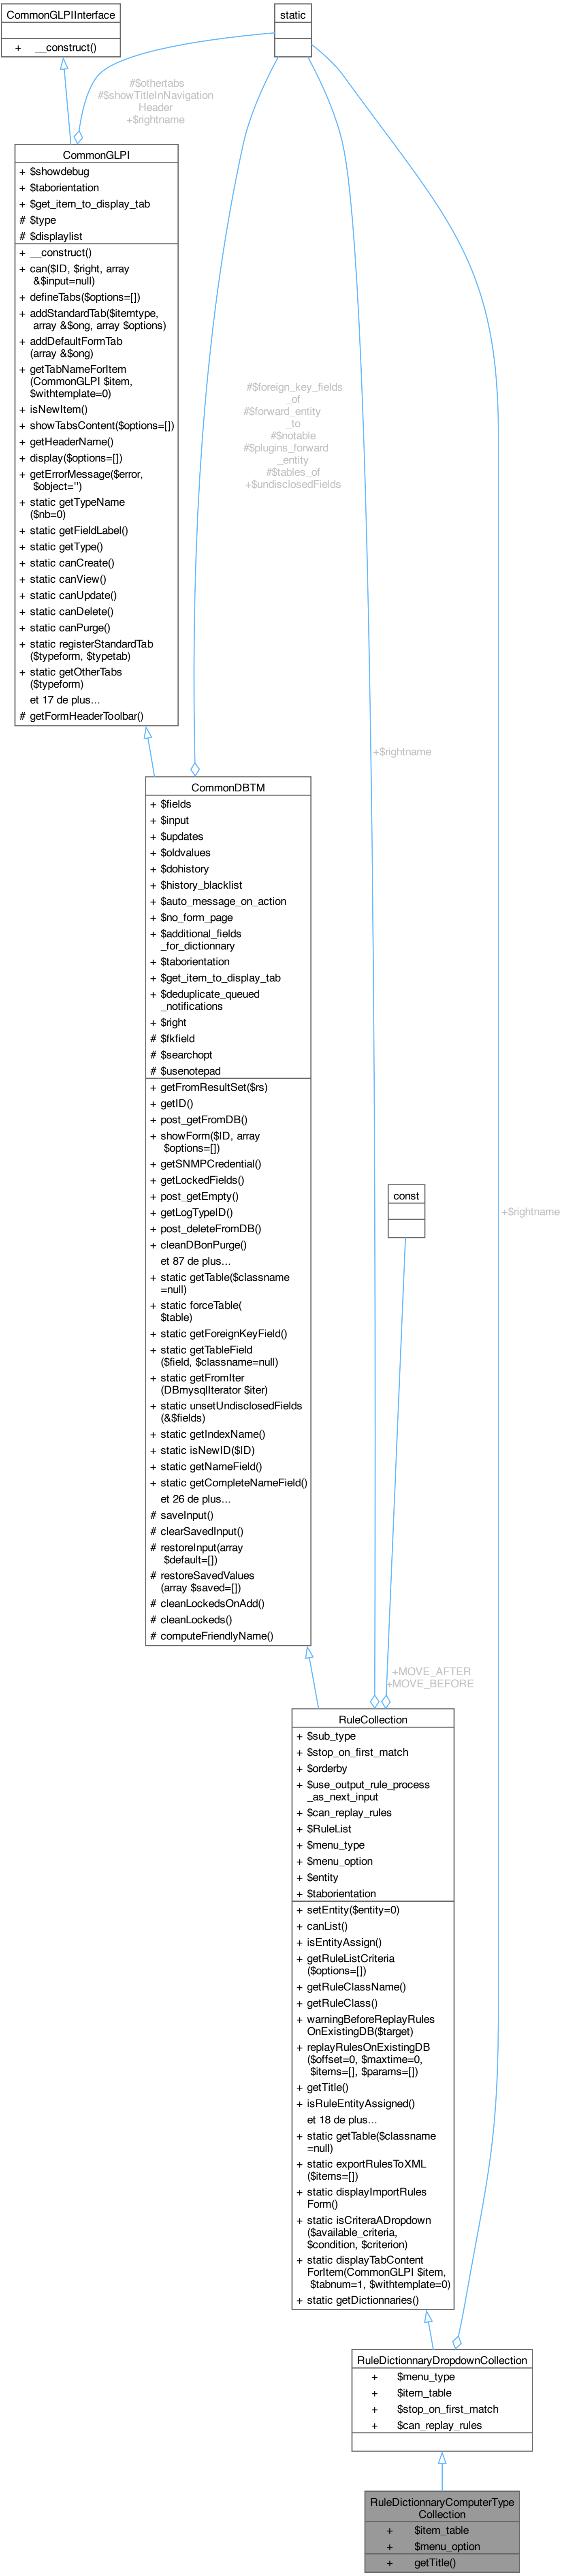 CommonGLPIInterface
+ __construct()
static
#$othertabs
#$showTitleInNavigation
Header
+$rightname
CommonGLPI
+ $showdebug
+ $taborientation
+ $get_item_to_display_tab
# $type
# $displaylist
+ __construct()
+ can($ID, $right, array
&$input=null)
+ defineTabs($options=[])
+ addStandardTab($itemtype,
array &$ong, array $options)
+ addDefaultFormTab
(array &$ong)
+ getTabNameForItem
(CommonGLPI $item,
$withtemplate=0)
+ isNewItem()
+ showTabsContent($options=[])
+ getHeaderName()
+ display($options=[])
+ getErrorMessage($error,
$object='')
+ static getTypeName
($nb=0)
+ static getFieldLabel()
+ static getType()
+ static canCreate()
+ static canView()
+ static canUpdate()
+ static canDelete()
+ static canPurge()
+ static registerStandardTab
($typeform, $typetab)
+ static getOtherTabs
($typeform)
et 17 de plus...
# getFormHeaderToolbar()
#$foreign_key_fields
_of
#$forward_entity
_to
#$notable
#$plugins_forward
_entity
#$tables_of
+$undisclosedFields
+$rightname
CommonDBTM
+ $fields
+ $input
+ $updates
+ $oldvalues
+ $dohistory
+ $history_blacklist
+ $auto_message_on_action
+ $no_form_page
+ $additional_fields
_for_dictionnary
+ $taborientation
+ $get_item_to_display_tab
+ $deduplicate_queued
_notifications
+ $right
# $fkfield
# $searchopt
# $usenotepad
+ getFromResultSet($rs)
+ getID()
+ post_getFromDB()
+ showForm($ID, array
$options=[])
+ getSNMPCredential()
+ getLockedFields()
+ post_getEmpty()
+ getLogTypeID()
+ post_deleteFromDB()
+ cleanDBonPurge()
et 87 de plus...
+ static getTable($classname
=null)
+ static forceTable(
$table)
+ static getForeignKeyField()
+ static getTableField
($field, $classname=null)
+ static getFromIter
(DBmysqlIterator $iter)
+ static unsetUndisclosedFields
(&$fields)
+ static getIndexName()
+ static isNewID($ID)
+ static getNameField()
+ static getCompleteNameField()
et 26 de plus...
# saveInput()
# clearSavedInput()
# restoreInput(array
$default=[])
# restoreSavedValues
(array $saved=[])
# cleanLockedsOnAdd()
# cleanLockeds()
# computeFriendlyName()
const
+$rightname
+MOVE_AFTER
+MOVE_BEFORE
RuleCollection
+ $sub_type
+ $stop_on_first_match
+ $orderby
+ $use_output_rule_process
_as_next_input
+ $can_replay_rules
+ $RuleList
+ $menu_type
+ $menu_option
+ $entity
+ $taborientation
+ setEntity($entity=0)
+ canList()
+ isEntityAssign()
+ getRuleListCriteria
($options=[])
+ getRuleClassName()
+ getRuleClass()
+ warningBeforeReplayRules
OnExistingDB($target)
+ replayRulesOnExistingDB
($offset=0, $maxtime=0,
$items=[], $params=[])
+ getTitle()
+ isRuleEntityAssigned()
et 18 de plus...
+ static getTable($classname
=null)
+ static exportRulesToXML
($items=[])
+ static displayImportRules
Form()
+ static isCriteraADropdown
($available_criteria,
$condition, $criterion)
+ static displayTabContent
ForItem(CommonGLPI $item,
$tabnum=1, $withtemplate=0)
+ static getDictionnaries()
RuleDictionnaryDropdownCollection
+ $menu_type
+ $item_table
+ $stop_on_first_match
+ $can_replay_rules
RuleDictionnaryComputerType
Collection
+ $item_table
+ $menu_option
+ getTitle()